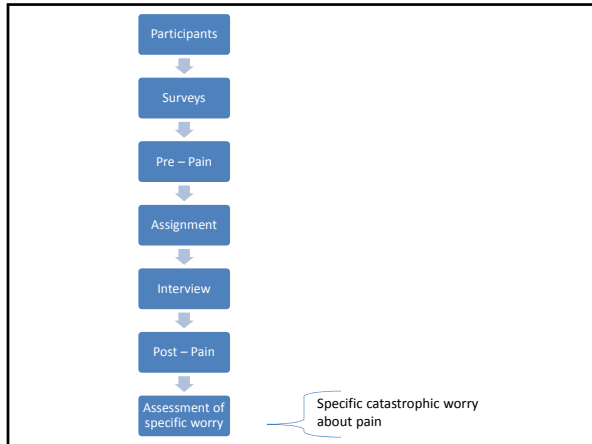 Participants
Surveys
Pre – Pain
Assignment
Interview
Post – Pain
Assessment of
specific worry
Specific catastrophic worry
about pain